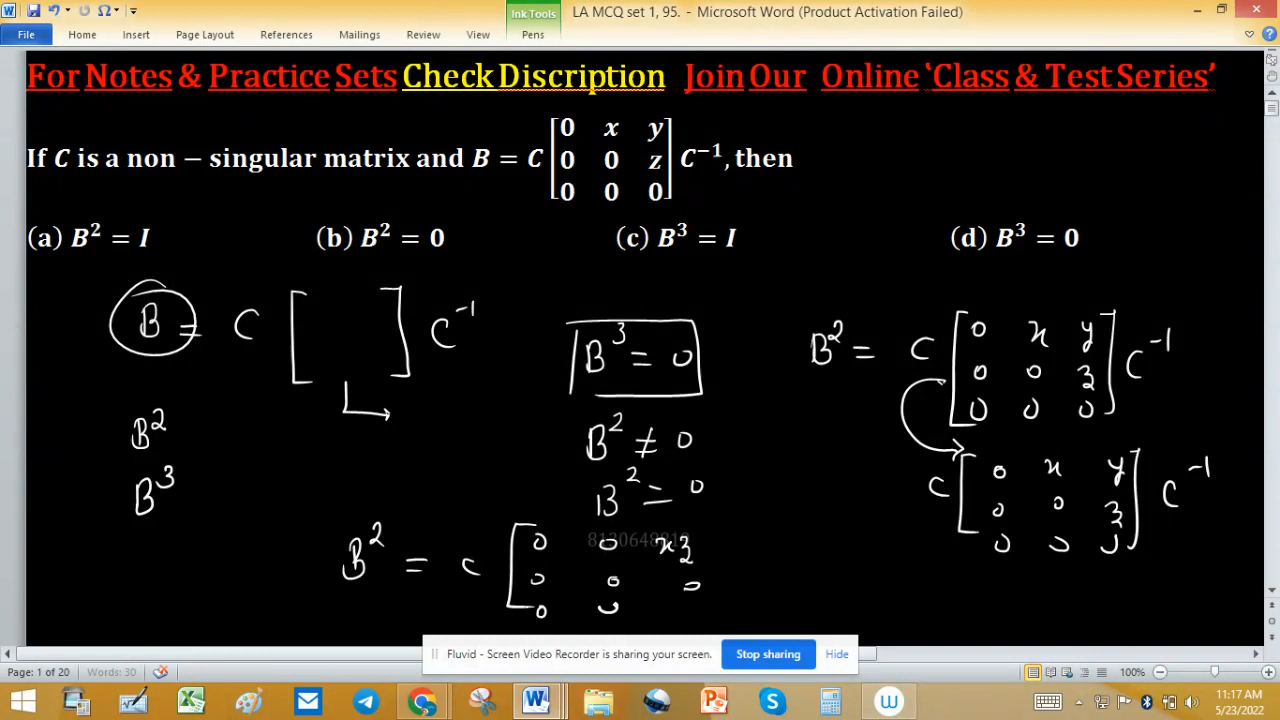 Ink Tools
LA MCQ set 1, 95. - Microsoft Word (Product Activation Failed)
File Home Insert Page Layout References Mailings Review View Pens
For Notes & Practice Sets Check Discription Join Our Online ‘Class & Test Series’
If C is a non − singular matrix and B = C [0 x y; 0 0 z; 0 0 0] C⁻¹, then
(a) B² = I (b) B² = 0 (c) B³ = I (d) B³ = 0
B = C [ ] C⁻¹
B³ = 0
B² = C [0 x y; 0 0 z; 0 0 0] C⁻¹
B²
B² ≠ 0
C [0 x y; 0 0 z; 0 0 0] C⁻¹
B³
B² = 0
B² = C [0 0 xz; 0 0 0; 0 0
Fluvid - Screen Video Recorder is sharing your screen. Stop sharing Hide
Page: 1 of 20 Words: 30 100%
11:17 AM
5/23/2022